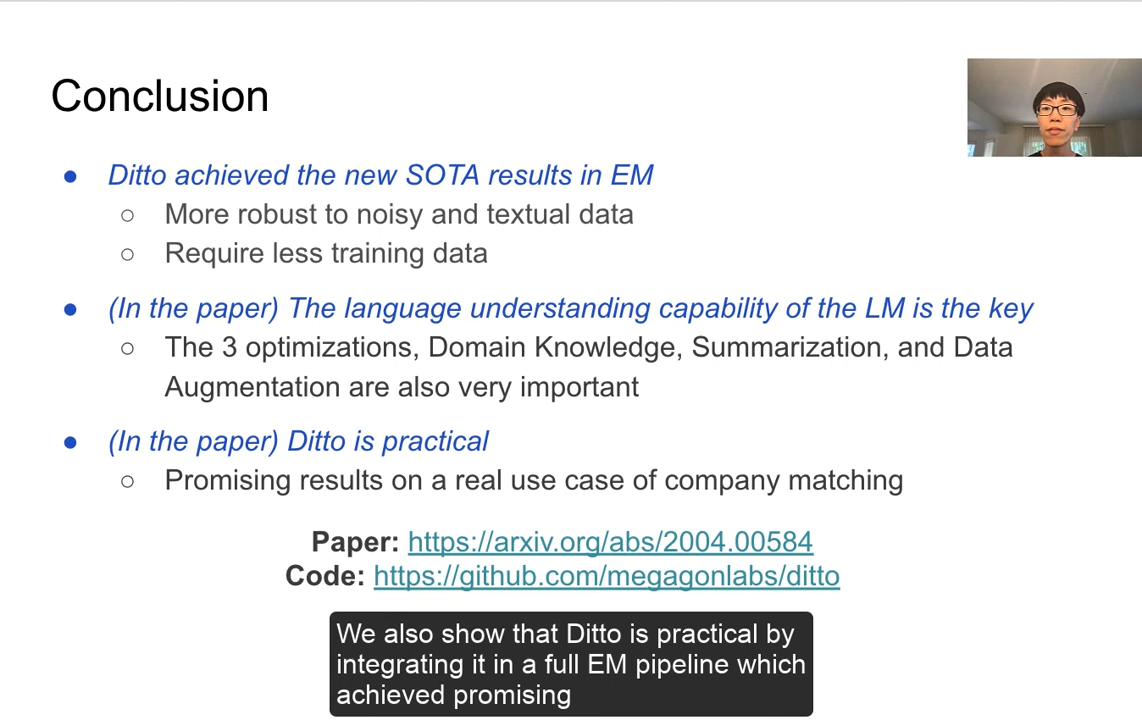 Conclusion
● Ditto achieved the new SOTA results in EM
○ More robust to noisy and textual data
○ Require less training data
● (In the paper) The language understanding capability of the LM is the key
○ The 3 optimizations, Domain Knowledge, Summarization, and Data
Augmentation are also very important
● (In the paper) Ditto is practical
○ Promising results on a real use case of company matching
Paper: https://arxiv.org/abs/2004.00584
Code: https://github.com/megagonlabs/ditto
We also show that Ditto is practical by
integrating it in a full EM pipeline which
achieved promising